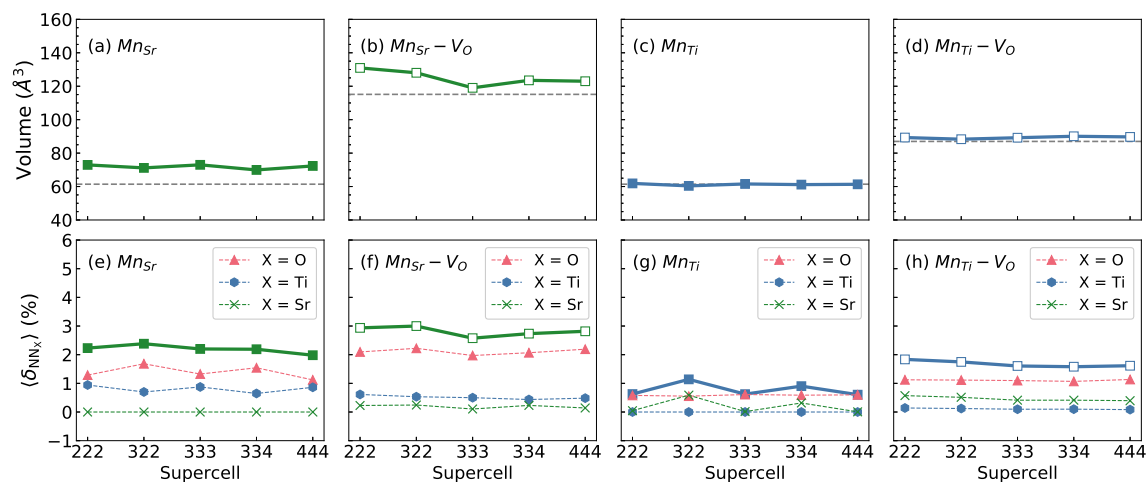 160
140
120
100
80
60
40
Volume (Å³)
(a) Mn_Sr
(b) Mn_Sr − V_O
(c) Mn_Ti
(d) Mn_Ti − V_O
6
5
4
3
2
1
0
−1
⟨δ_NN_X⟩ (%)
(e) Mn_Sr
X = O
X = Ti
X = Sr
222 322 333 334 444
Supercell
(f) Mn_Sr − V_O
X = O
X = Ti
X = Sr
222 322 333 334 444
Supercell
(g) Mn_Ti
X = O
X = Ti
X = Sr
222 322 333 334 444
Supercell
(h) Mn_Ti − V_O
X = O
X = Ti
X = Sr
222 322 333 334 444
Supercell